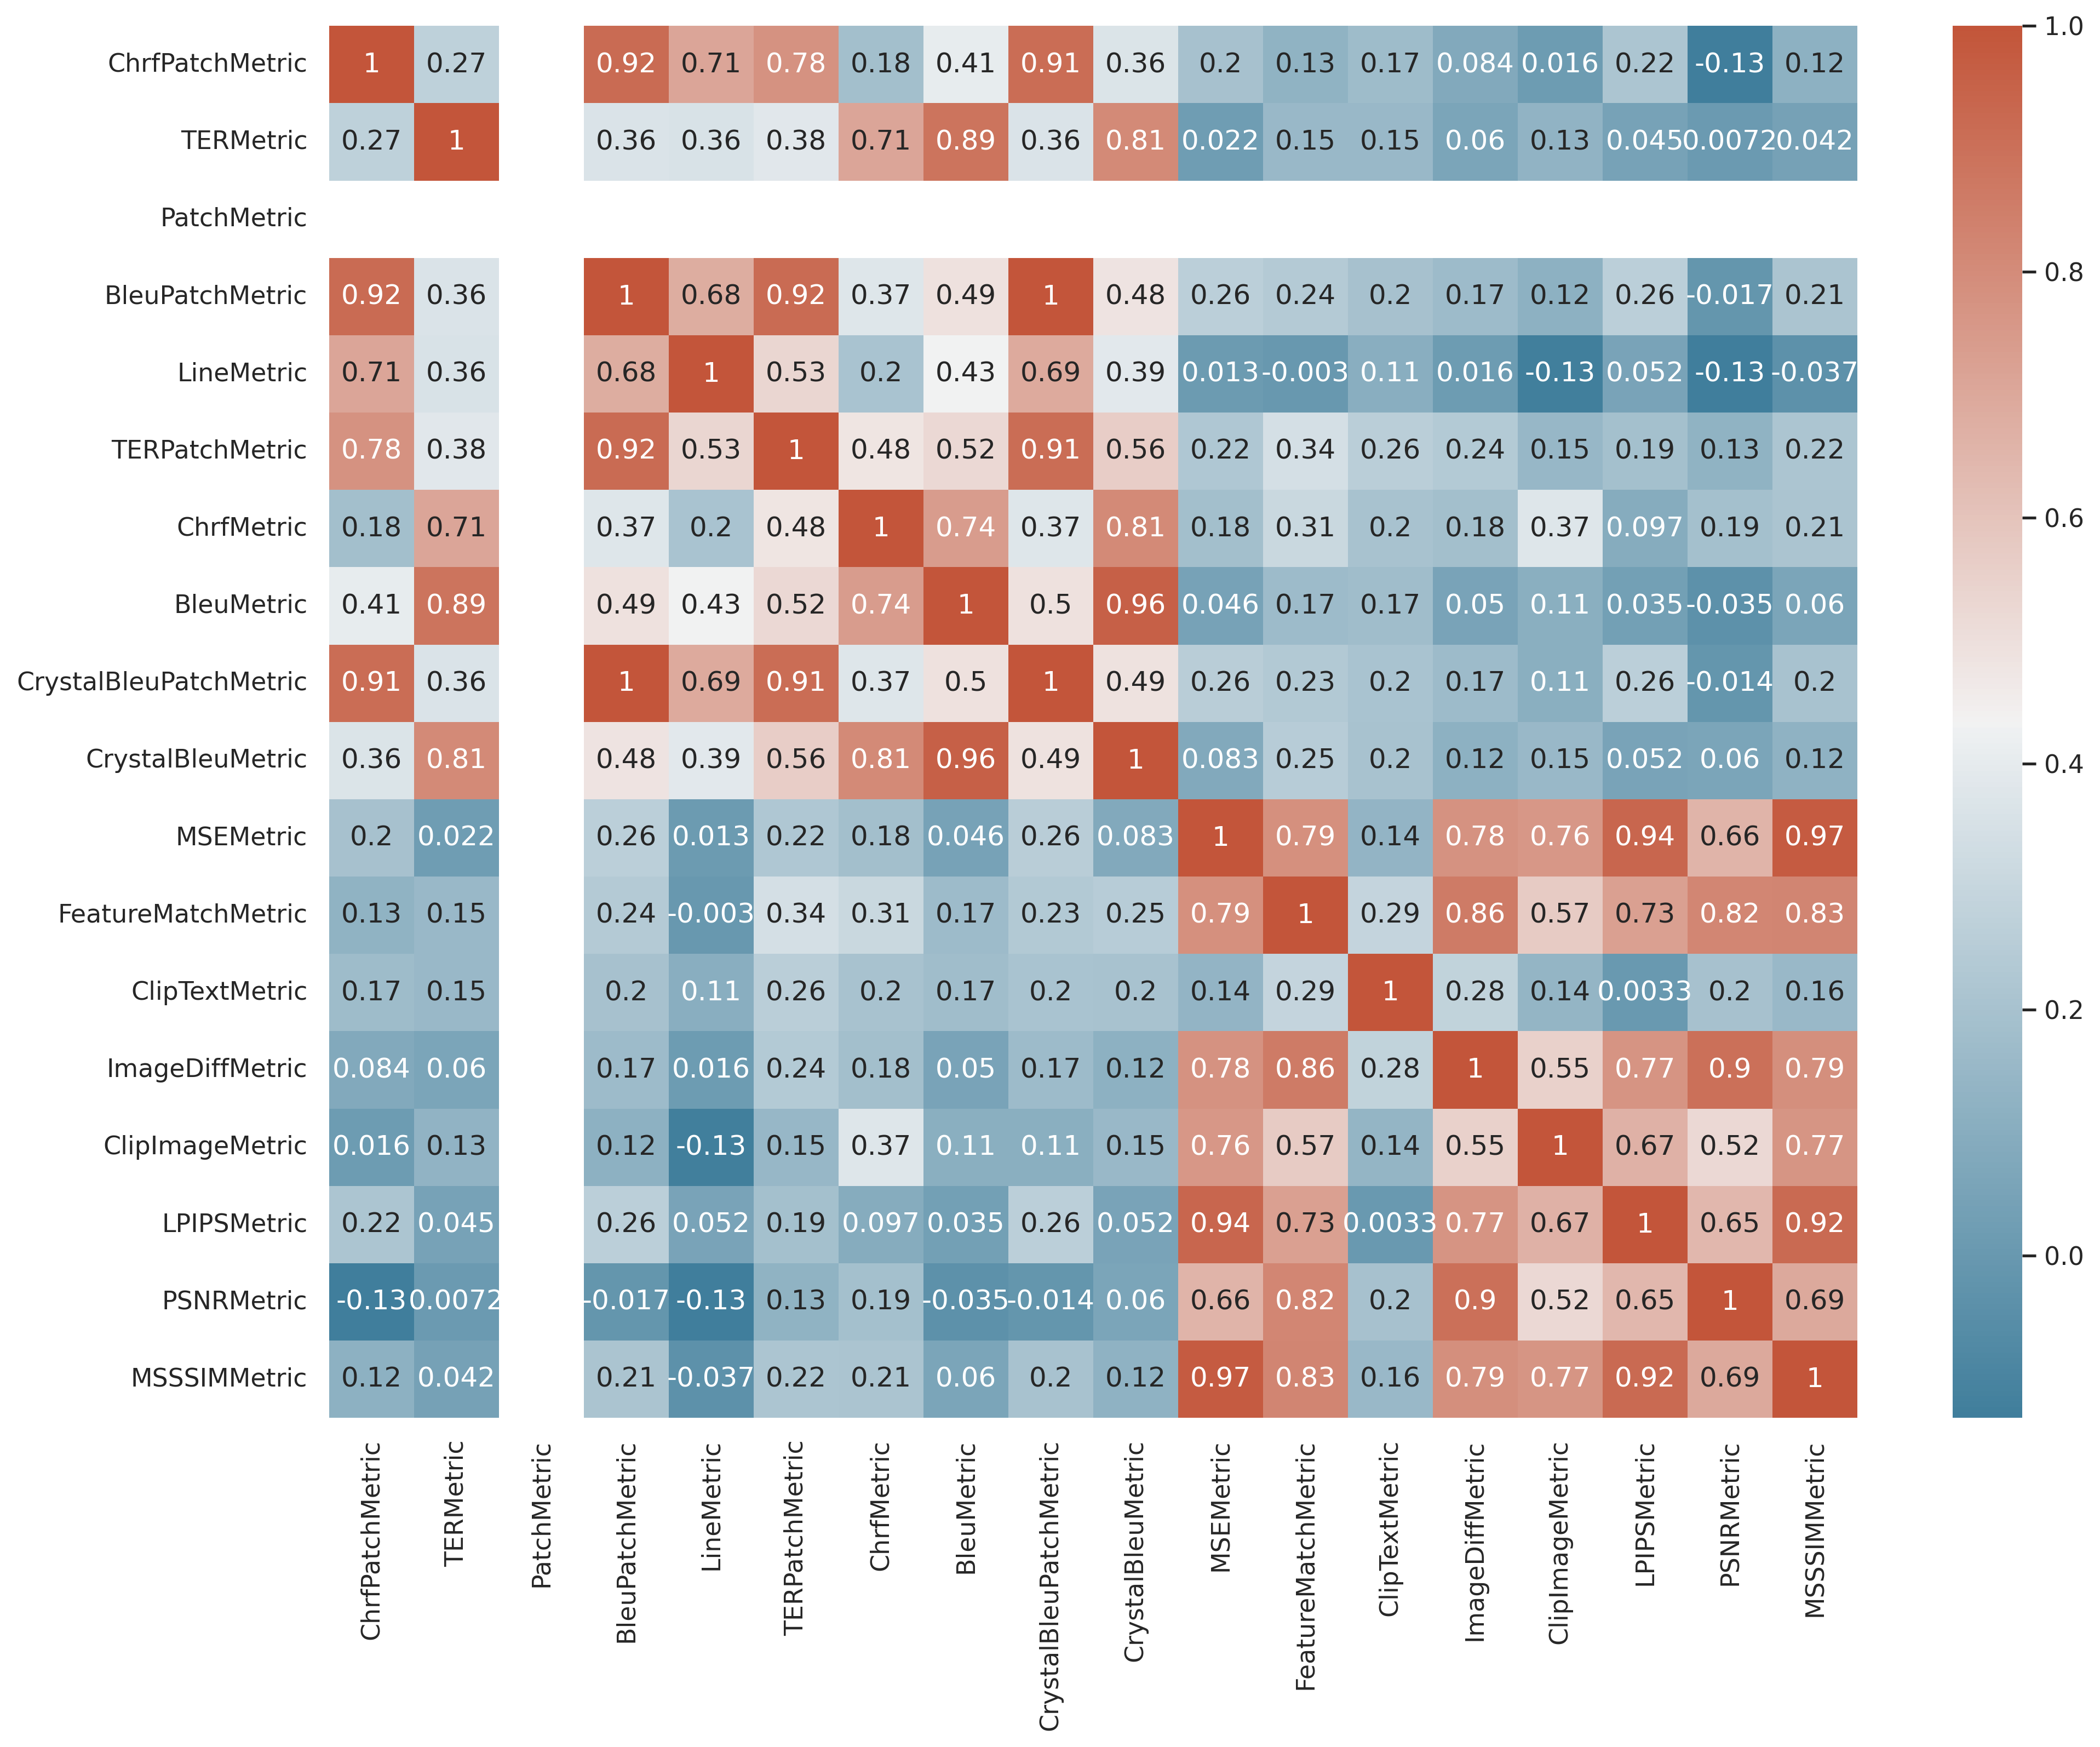 ChrfPatchMetric 1 0.27 0.92 0.71 0.78 0.18 0.41 0.91 0.36 0.2 0.13 0.17 0.084 0.016 0.22 -0.13 0.12
TERMetric 0.27 1 0.36 0.36 0.38 0.71 0.89 0.36 0.81 0.022 0.15 0.15 0.06 0.13 0.045 0.0072 0.042
PatchMetric
BleuPatchMetric 0.92 0.36 1 0.68 0.92 0.37 0.49 1 0.48 0.26 0.24 0.2 0.17 0.12 0.26 -0.017 0.21
LineMetric 0.71 0.36 0.68 1 0.53 0.2 0.43 0.69 0.39 0.013 -0.003 0.11 0.016 -0.13 0.052 -0.13 -0.037
TERPatchMetric 0.78 0.38 0.92 0.53 1 0.48 0.52 0.91 0.56 0.22 0.34 0.26 0.24 0.15 0.19 0.13 0.22
ChrfMetric 0.18 0.71 0.37 0.2 0.48 1 0.74 0.37 0.81 0.18 0.31 0.2 0.18 0.37 0.097 0.19 0.21
BleuMetric 0.41 0.89 0.49 0.43 0.52 0.74 1 0.5 0.96 0.046 0.17 0.17 0.05 0.11 0.035 -0.035 0.06
CrystalBleuPatchMetric 0.91 0.36 1 0.69 0.91 0.37 0.5 1 0.49 0.26 0.23 0.2 0.17 0.11 0.26 -0.014 0.2
CrystalBleuMetric 0.36 0.81 0.48 0.39 0.56 0.81 0.96 0.49 1 0.083 0.25 0.2 0.12 0.15 0.052 0.06 0.12
MSEMetric 0.2 0.022 0.26 0.013 0.22 0.18 0.046 0.26 0.083 1 0.79 0.14 0.78 0.76 0.94 0.66 0.97
FeatureMatchMetric 0.13 0.15 0.24 -0.003 0.34 0.31 0.17 0.23 0.25 0.79 1 0.29 0.86 0.57 0.73 0.82 0.83
ClipTextMetric 0.17 0.15 0.2 0.11 0.26 0.2 0.17 0.2 0.2 0.14 0.29 1 0.28 0.14 0.0033 0.2 0.16
ImageDiffMetric 0.084 0.06 0.17 0.016 0.24 0.18 0.05 0.17 0.12 0.78 0.86 0.28 1 0.55 0.77 0.9 0.79
ClipImageMetric 0.016 0.13 0.12 -0.13 0.15 0.37 0.11 0.11 0.15 0.76 0.57 0.14 0.55 1 0.67 0.52 0.77
LPIPSMetric 0.22 0.045 0.26 0.052 0.19 0.097 0.035 0.26 0.052 0.94 0.73 0.0033 0.77 0.67 1 0.65 0.92
PSNRMetric -0.13 0.0072 -0.017 -0.13 0.13 0.19 -0.035 -0.014 0.06 0.66 0.82 0.2 0.9 0.52 0.65 1 0.69
MSSSIMMetric 0.12 0.042 0.21 -0.037 0.22 0.21 0.06 0.2 0.12 0.97 0.83 0.16 0.79 0.77 0.92 0.69 1
ChrfPatchMetric
TERMetric
PatchMetric
BleuPatchMetric
LineMetric
TERPatchMetric
ChrfMetric
BleuMetric
CrystalBleuPatchMetric
CrystalBleuMetric
MSEMetric
FeatureMatchMetric
ClipTextMetric
ImageDiffMetric
ClipImageMetric
LPIPSMetric
PSNRMetric
MSSSIMMetric
1.0
0.8
0.6
0.4
0.2
0.0